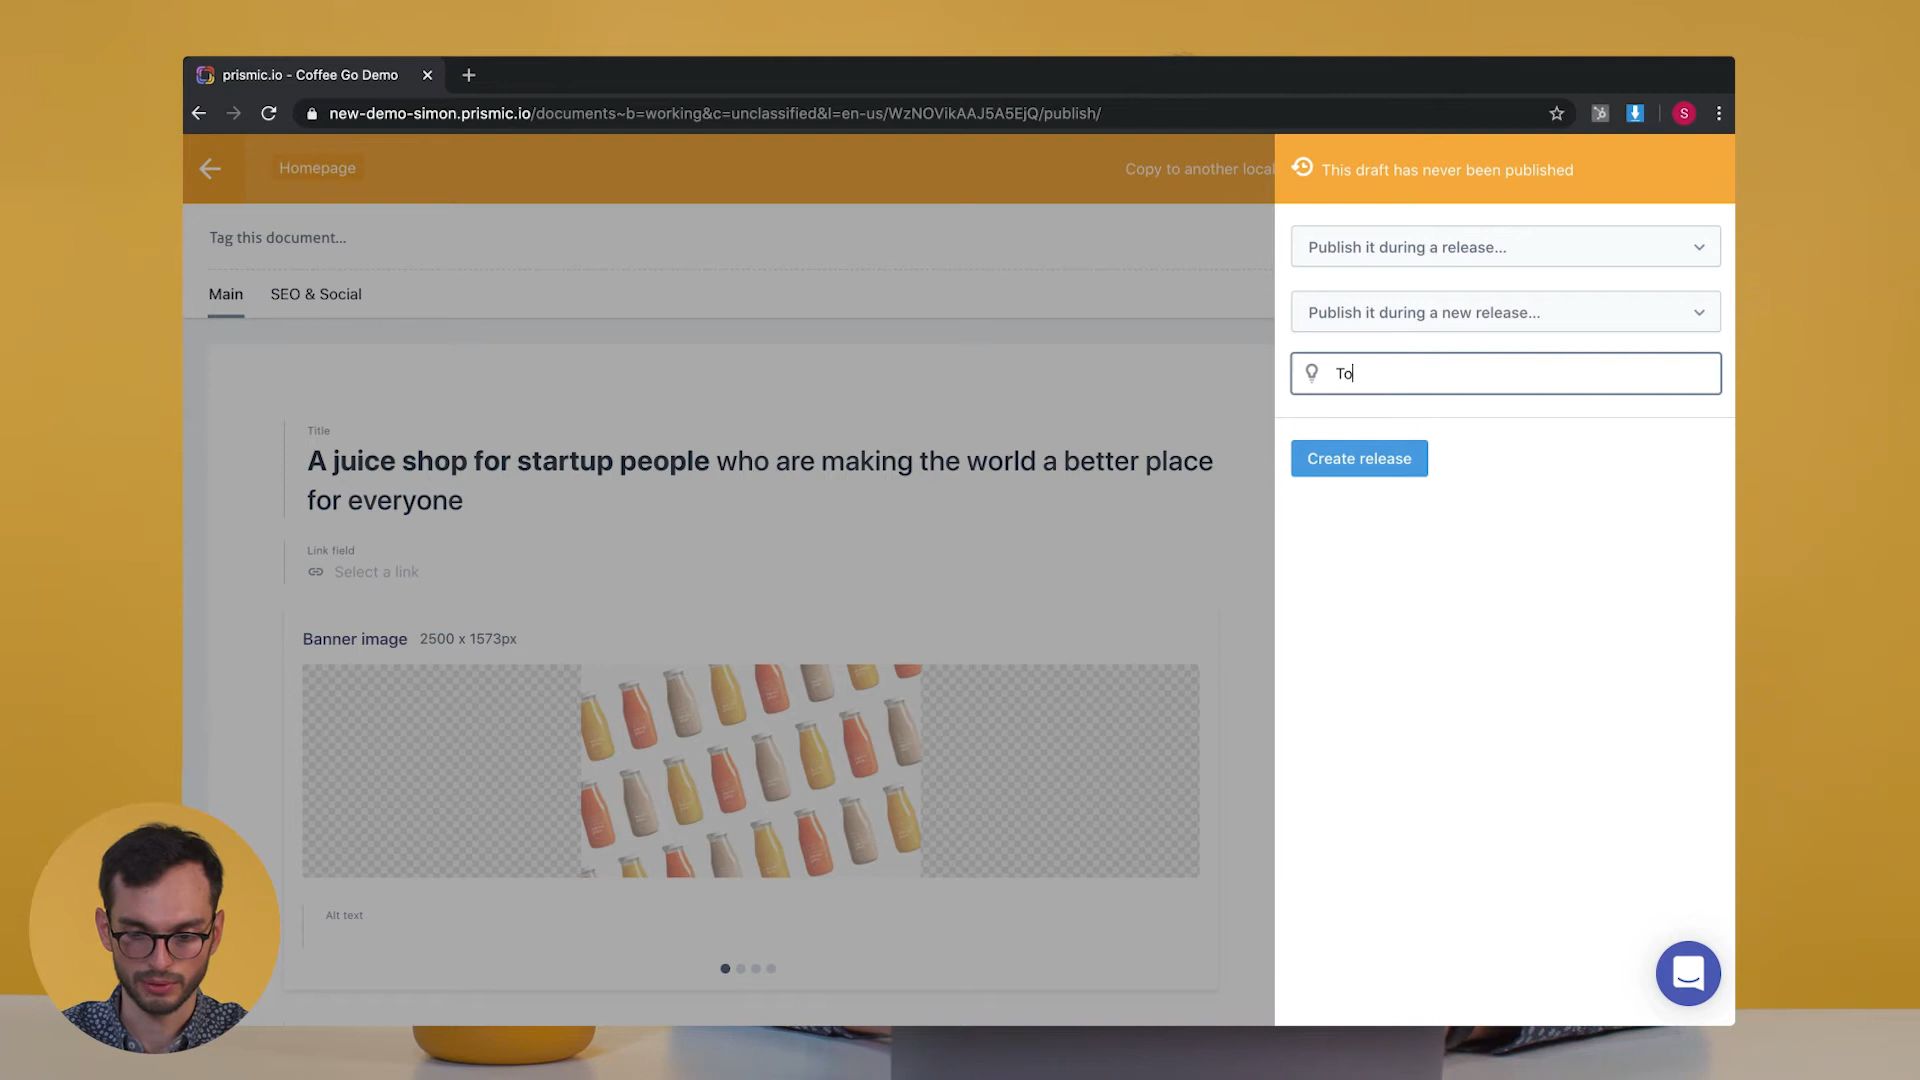 prismic.io - Coffee Go Demo
new-demo-simon.prismic.io/documents~b=working&c=unclassified&l=en-us/WzNOVikAAJ5A5EjQ/publish/
S
Homepage
Copy to another local
This draft has never been published
Tag this document...
Publish it during a release...
Main SEO & Social
Publish it during a new release...
To
Create release
Title
A juice shop for startup people who are making the world a better place
for everyone
Link field
Select a link
Banner image 2500 x 1573px
Alt text